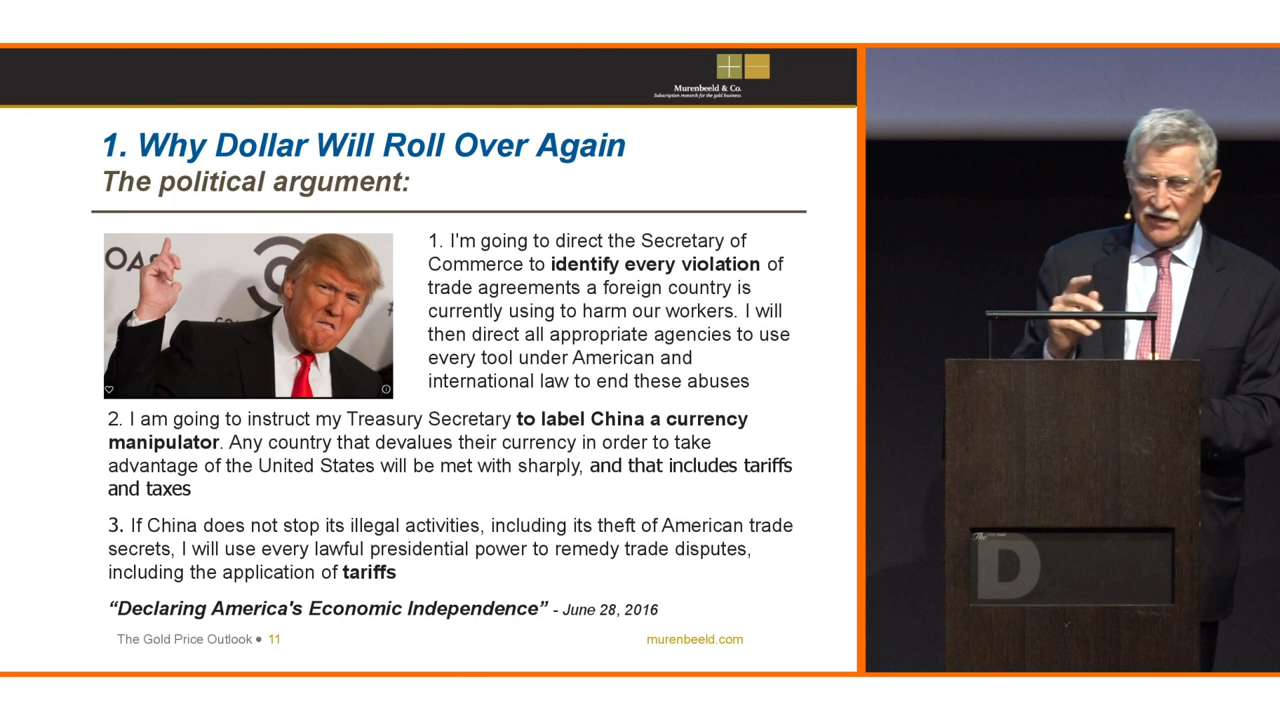 Murenbeeld & Co.
Subscription research for the gold business.
1. Why Dollar Will Roll Over Again
The political argument:
OAS
1. I'm going to direct the Secretary of
Commerce to identify every violation of
trade agreements a foreign country is
currently using to harm our workers. I will
then direct all appropriate agencies to use
every tool under American and
international law to end these abuses
2. I am going to instruct my Treasury Secretary to label China a currency
manipulator. Any country that devalues their currency in order to take
advantage of the United States will be met with sharply, and that includes tariffs
and taxes
3. If China does not stop its illegal activities, including its theft of American trade
secrets, I will use every lawful presidential power to remedy trade disputes,
including the application of tariffs
“Declaring America's Economic Independence” - June 28, 2016
The Gold Price Outlook • 11
murenbeeld.com
The
D